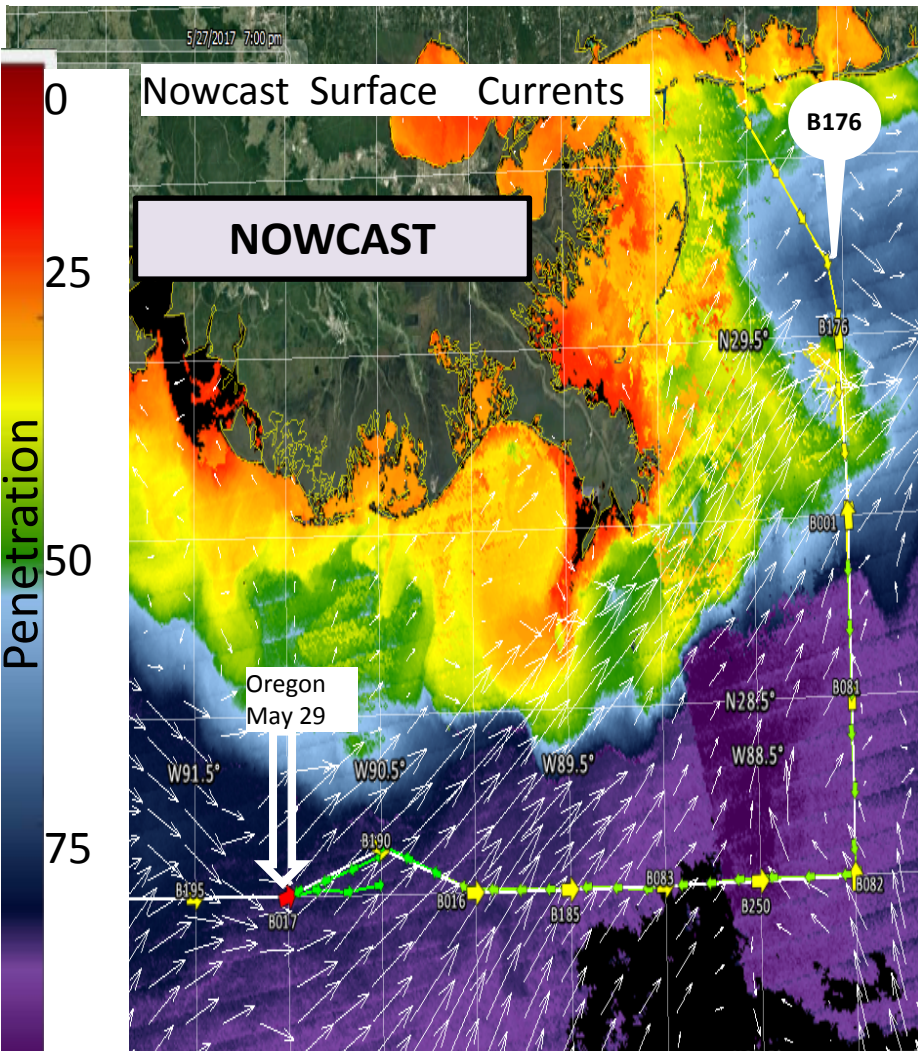 5/27/2017 7:00 pm
Nowcast Surface Currents
NOWCAST
B176
0
25
50
75
Penetration
N29.5°
B176
B001
Oregon
May 29
N28.5°
B081
W91.5°
W90.5°
W89.5°
W88.5°
B190
B195
B017
B016
B185
B083
B250
B082